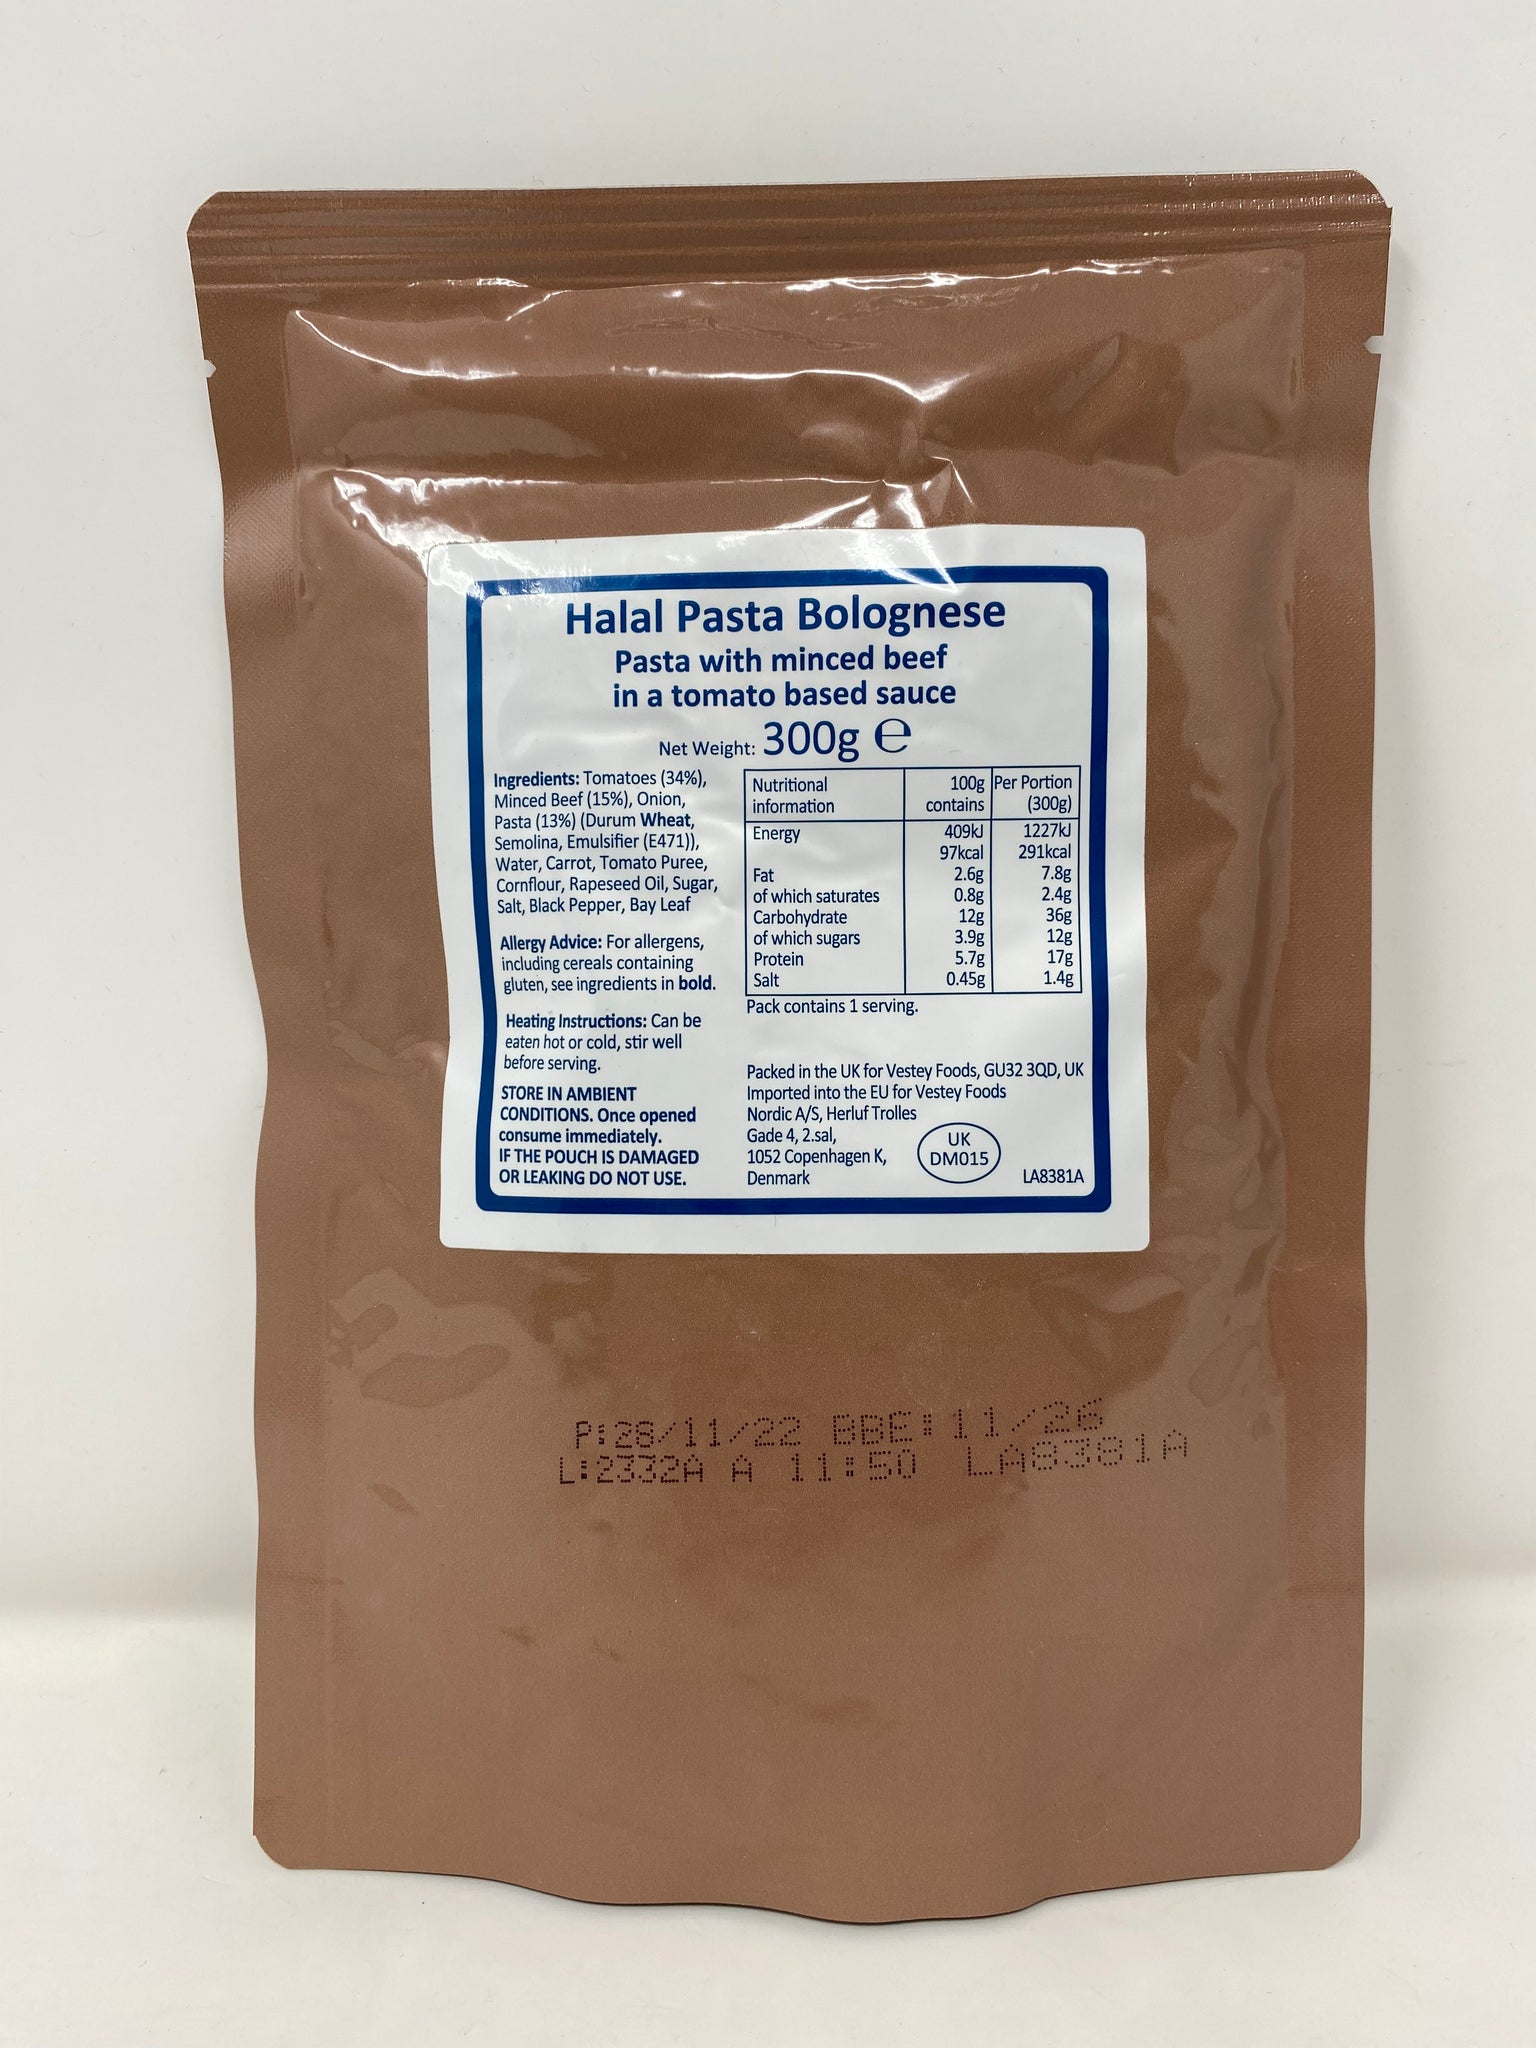 Halal Pasta Bolognese
Pasta with minced beef
in a tomato based sauce
Net Weight: 300g ℮
Ingredients: Tomatoes (34%),
Minced Beef (15%), Onion,
Pasta (13%) (Durum Wheat,
Semolina, Emulsifier (E471)),
Water, Carrot, Tomato Puree,
Cornflour, Rapeseed Oil, Sugar,
Salt, Black Pepper, Bay Leaf
Allergy Advice: For allergens,
including cereals containing
gluten, see ingredients in bold.
Heating Instructions: Can be
eaten hot or cold, stir well
before serving.
STORE IN AMBIENT
CONDITIONS. Once opened
consume immediately.
IF THE POUCH IS DAMAGED
OR LEAKING DO NOT USE.
Nutritional 100g Per Portion
information contains (300g)
Energy 409kJ 1227kJ
97kcal 291kcal
Fat 2.6g 7.8g
of which saturates 0.8g 2.4g
Carbohydrate 12g 36g
of which sugars 3.9g 12g
Protein 5.7g 17g
Salt 0.45g 1.4g
Pack contains 1 serving.
Packed in the UK for Vestey Foods, GU32 3QD, UK
Imported into the EU for Vestey Foods
Nordic A/S, Herluf Trolles
Gade 4, 2.sal,
1052 Copenhagen K,
Denmark
UK
DM015
LA8381A
P:28/11/22 BBE:11/26
L:2332A A 11:50 LA8381A